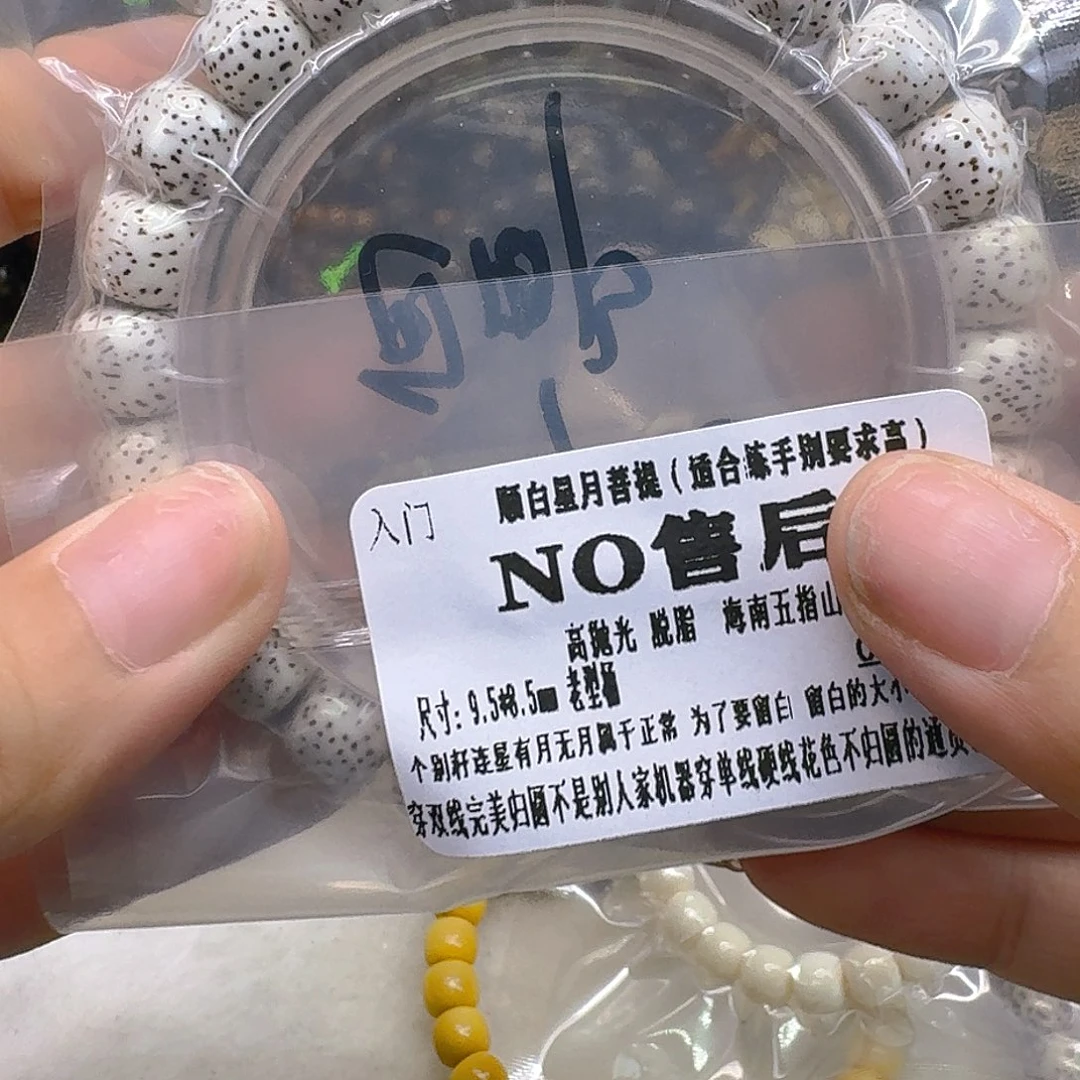 入门
顺白星月菩提（适合练手别要求高）
NO售后
高抛光 脱脂 海南五指山
尺寸：9.5*8.5mm 老型桶
个别籽连星有月无月属于正常 为了要留白 留白的大小
穿双线完美归圆不是别人家机器穿单线硬线花色不归圆的通货